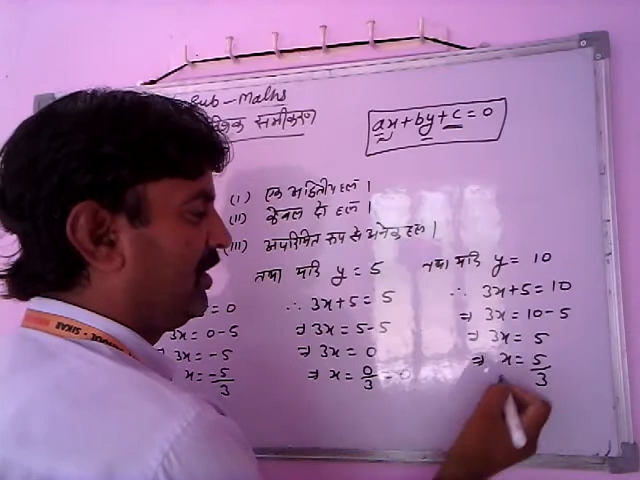 Sub-Maths
समीकरण
ax+by+c=0
(i) एक अद्वितीय हल।
(ii) केवल दो हल।
(iii) अपरिमित रूप से अनेक हल।
= 0
3x = 0-5
3x = -5
x = -5/3
तथा यदि y = 5
∴ 3x+5 = 5
⇒ 3x = 5-5
⇒ 3x = 0
⇒ x = 0/3 = 0
तथा यदि y = 10
∴ 3x+5 = 10
⇒ 3x = 10-5
⇒ 3x = 5
⇒ x = 5/3
SIKAR